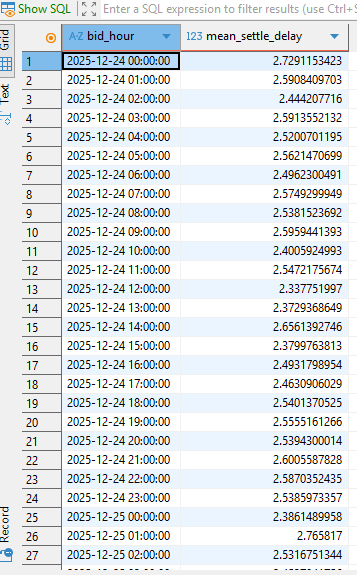 Show SQL Enter a SQL expression to filter results (use Ctrl+S
Grid
Text
Record
A-Z bid_hour 123 mean_settle_delay
1 2025-12-24 00:00:00 2.7291153423
2 2025-12-24 01:00:00 2.5908409703
3 2025-12-24 02:00:00 2.444207716
4 2025-12-24 03:00:00 2.5913552132
5 2025-12-24 04:00:00 2.5200701195
6 2025-12-24 05:00:00 2.5621470699
7 2025-12-24 06:00:00 2.4962300491
8 2025-12-24 07:00:00 2.5749299949
9 2025-12-24 08:00:00 2.5381523692
10 2025-12-24 09:00:00 2.5959441393
11 2025-12-24 10:00:00 2.4005924993
12 2025-12-24 11:00:00 2.5472175674
13 2025-12-24 12:00:00 2.337751997
14 2025-12-24 13:00:00 2.3729368649
15 2025-12-24 14:00:00 2.6561392746
16 2025-12-24 15:00:00 2.3799763813
17 2025-12-24 16:00:00 2.4931798954
18 2025-12-24 17:00:00 2.4630906029
19 2025-12-24 18:00:00 2.5401370525
20 2025-12-24 19:00:00 2.5555161266
21 2025-12-24 20:00:00 2.5394300014
22 2025-12-24 21:00:00 2.6005587828
23 2025-12-24 22:00:00 2.5870352435
24 2025-12-24 23:00:00 2.5385973357
25 2025-12-25 00:00:00 2.3861489958
26 2025-12-25 01:00:00 2.765817
27 2025-12-25 02:00:00 2.5316751344